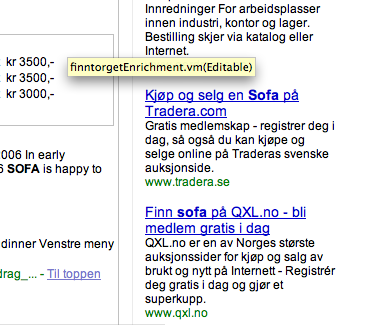 kr 3500,-
kr 3500,-
kr 3000,-
finntorgetEnrichment.vm(Editable)
2006 In early
6 SOFA is happy to
dinner Venstre meny
drag_... - Til toppen
Innredninger For arbeidsplasser
innen industri, kontor og lager.
Bestilling skjer via katalog eller
Internet.
Kjøp og selg en Sofa på
Tradera.com
Gratis medlemskap - registrer deg i
dag, så også du kan kjøpe og
selge online på Traderas svenske
auksjonside.
www.tradera.se
Finn sofa på QXL.no - bli
medlem gratis i dag
QXL.no er en av Norges største
auksjonssider for kjøp og salg av
brukt og nytt på Internett - Registrér
deg gratis i dag og gjør et
superkupp.
www.qxl.no